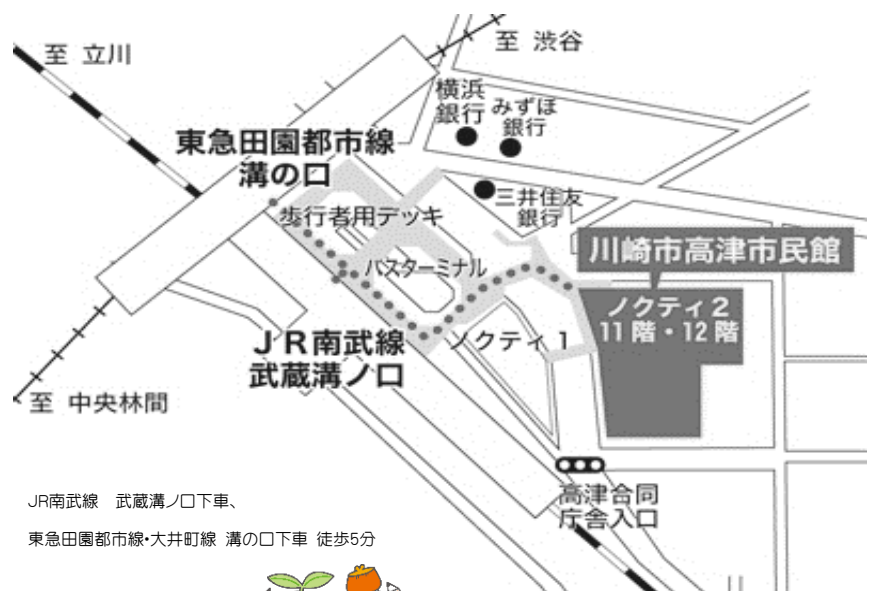 至 立川
至 渋谷
横浜
銀行
みずほ
銀行
東急田園都市線
溝の口
三井住友
銀行
歩行者用デッキ
川崎市高津市民館
バスターミナル
ノクティ２
11階・12階
ノクティ１
ＪＲ南武線
武蔵溝ノ口
至 中央林間
高津合同
庁舎入口
JR南武線　武蔵溝ノ口下車、
東急田園都市線・大井町線 溝の口下車 徒歩5分